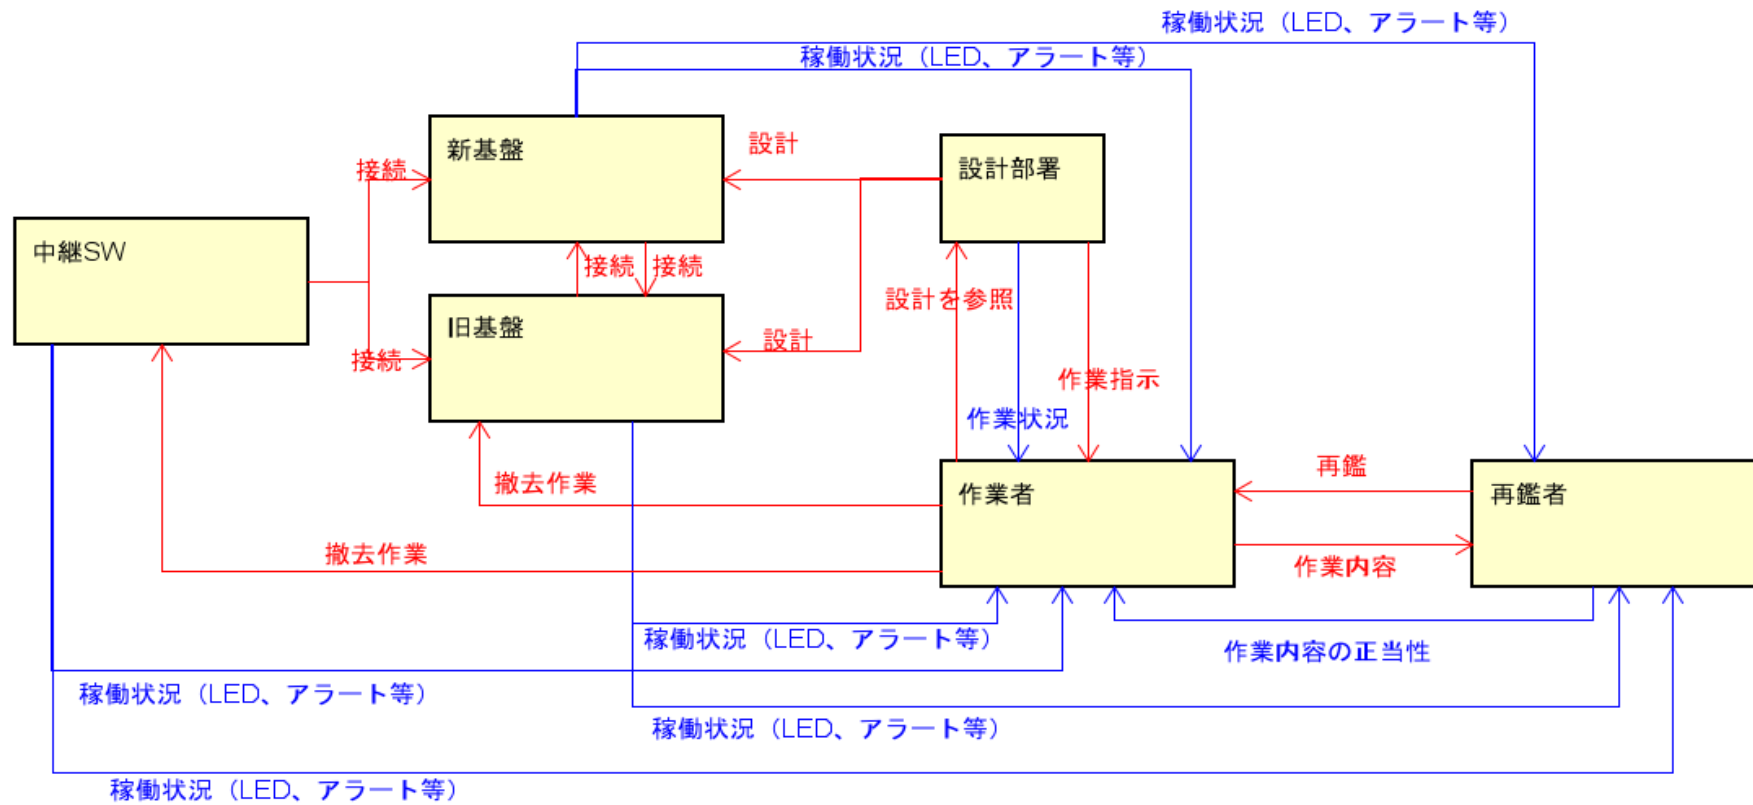 稼働状況（LED、アラート等）
稼働状況（LED、アラート等）
新基盤
設計
設計部署
接続
中継SW
接続
接続
設計を参照
旧基盤
設計
接続
作業指示
作業状況
再鑑
撤去作業
作業者
再鑑者
撤去作業
作業内容
稼働状況（LED、アラート等）
作業内容の正当性
稼働状況（LED、アラート等）
稼働状況（LED、アラート等）
稼働状況（LED、アラート等）